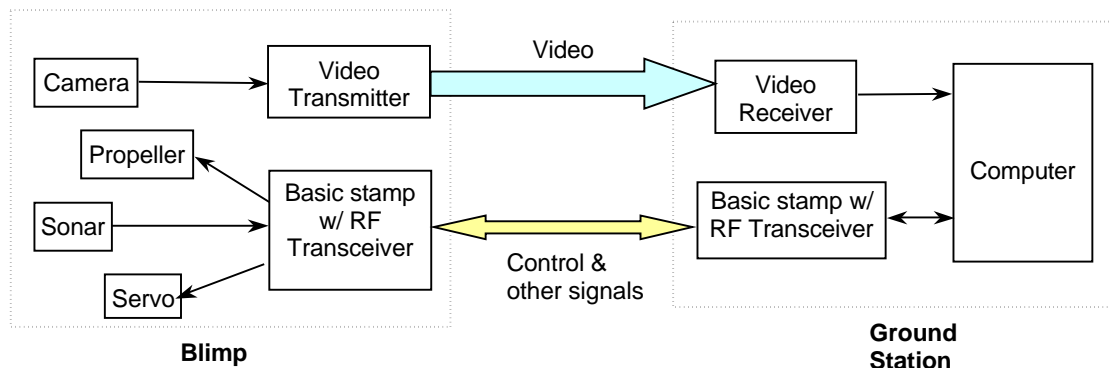 Camera
Video
Transmitter
Propeller
Sonar
Servo
Basic stamp
w/ RF
Transceiver
Blimp
Video
Control &
other signals
Video
Receiver
Basic stamp w/
RF Transceiver
Computer
Ground
Station